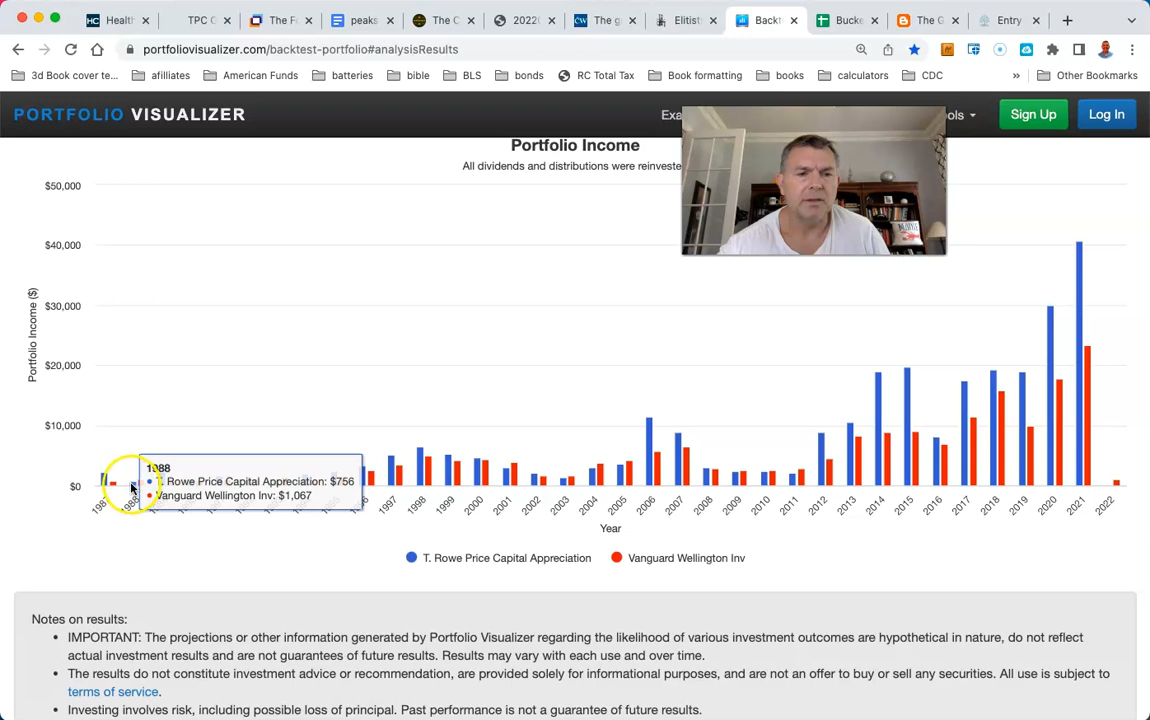 Health
TPC G
The F
peaks
The C
20220
The g
Elitist
Backt
Bucke
The G
Entry
portfoliovisualizer.com/backtest-portfolio#analysisResults
3d Book cover te... afilliates American Funds batteries bible BLS bonds RC Total Tax Book formatting books calculators CDC » Other Bookmarks
PORTFOLIO VISUALIZER
Exa
ols
Sign Up
Log In
Portfolio Income
All dividends and distributions were reinveste
$50,000
$40,000
$30,000
$20,000
$10,000
$0
Portfolio Income ($)
1988
T. Rowe Price Capital Appreciation: $756
Vanguard Wellington Inv: $1,067
1987 1988 1997 1998 1999 2000 2001 2002 2003 2004 2005 2006 2007 2008 2009 2010 2011 2012 2013 2014 2015 2016 2017 2018 2019 2020 2021 2022
Year
T. Rowe Price Capital Appreciation Vanguard Wellington Inv
Notes on results:
• IMPORTANT: The projections or other information generated by Portfolio Visualizer regarding the likelihood of various investment outcomes are hypothetical in nature, do not reflect
actual investment results and are not guarantees of future results. Results may vary with each use and over time.
• The results do not constitute investment advice or recommendation, are provided solely for informational purposes, and are not an offer to buy or sell any securities. All use is subject to
terms of service.
• Investing involves risk, including possible loss of principal. Past performance is not a guarantee of future results.